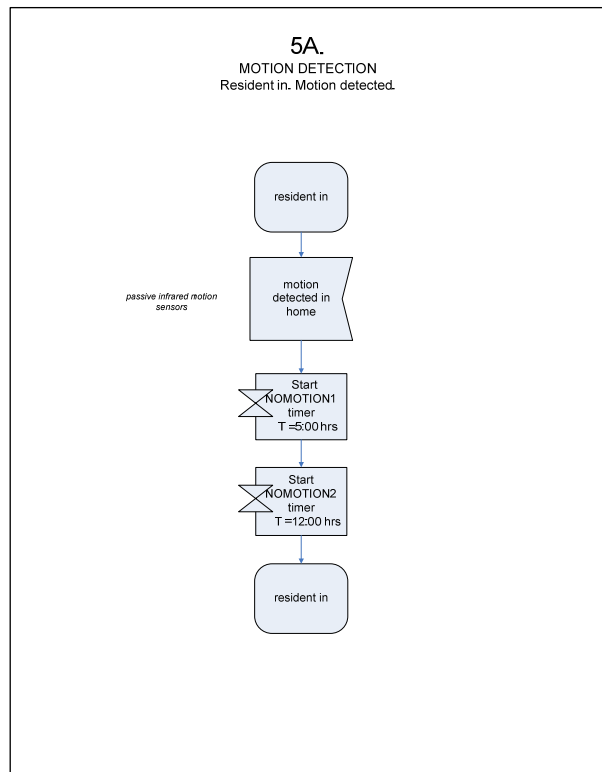 5A.
MOTION DETECTION
Resident in. Motion detected.
resident in
motion
detected in
home
passive infrared motion
sensors
Start
NOMOTION1
timer
T =5:00 hrs
Start
NOMOTION2
timer
T =12:00 hrs
resident in